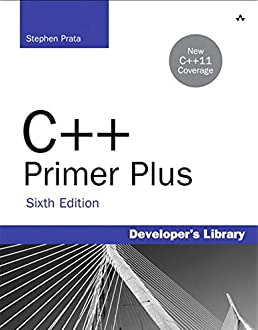 Stephen Prata
New
C++11
Coverage
C++
Primer Plus
Sixth Edition
Developer's Library